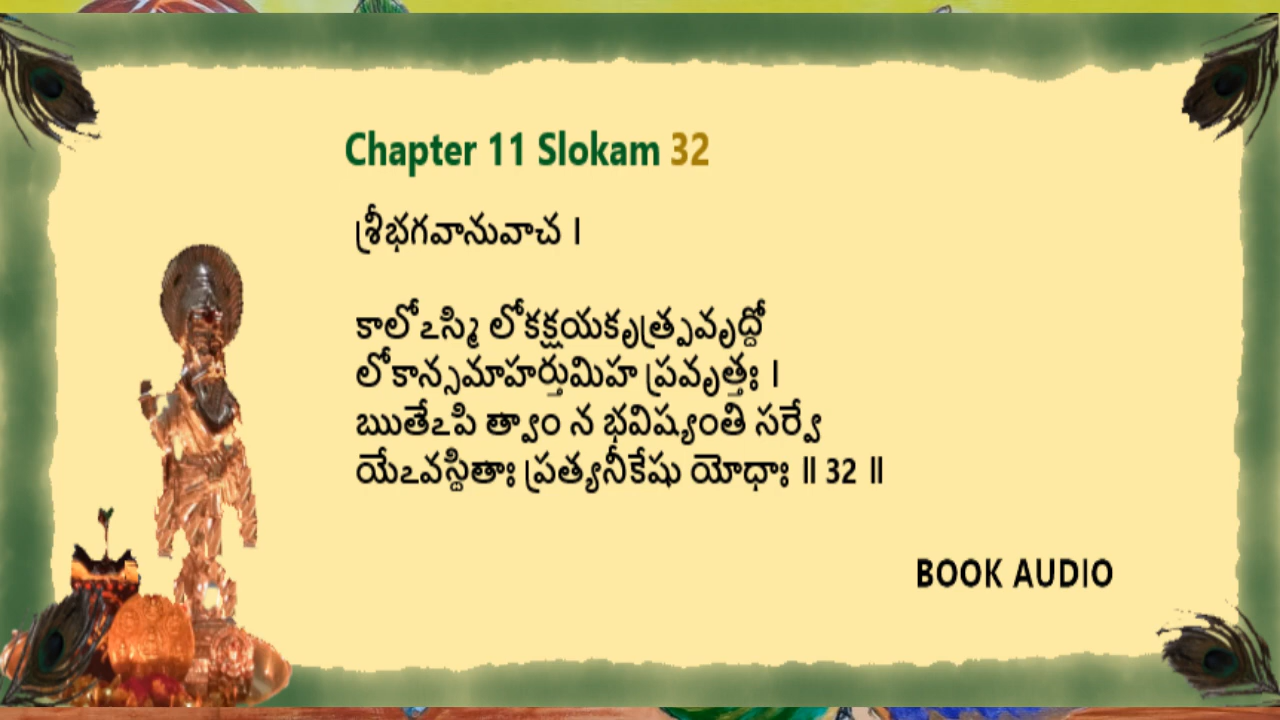 Chapter 11 Slokam 32
శ్రీభగవానువాచ ।
కాలోఽస్మి లోకక్షయకృత్ప్రవృద్ధో
లోకాన్సమాహర్తుమిహ ప్రవృత్తః ।
ఋతేఽపి త్వాం న భవిష్యంతి సర్వే
యేఽవస్థితాః ప్రత్యనీకేషు యోధాః ॥ 32 ॥
BOOK AUDIO